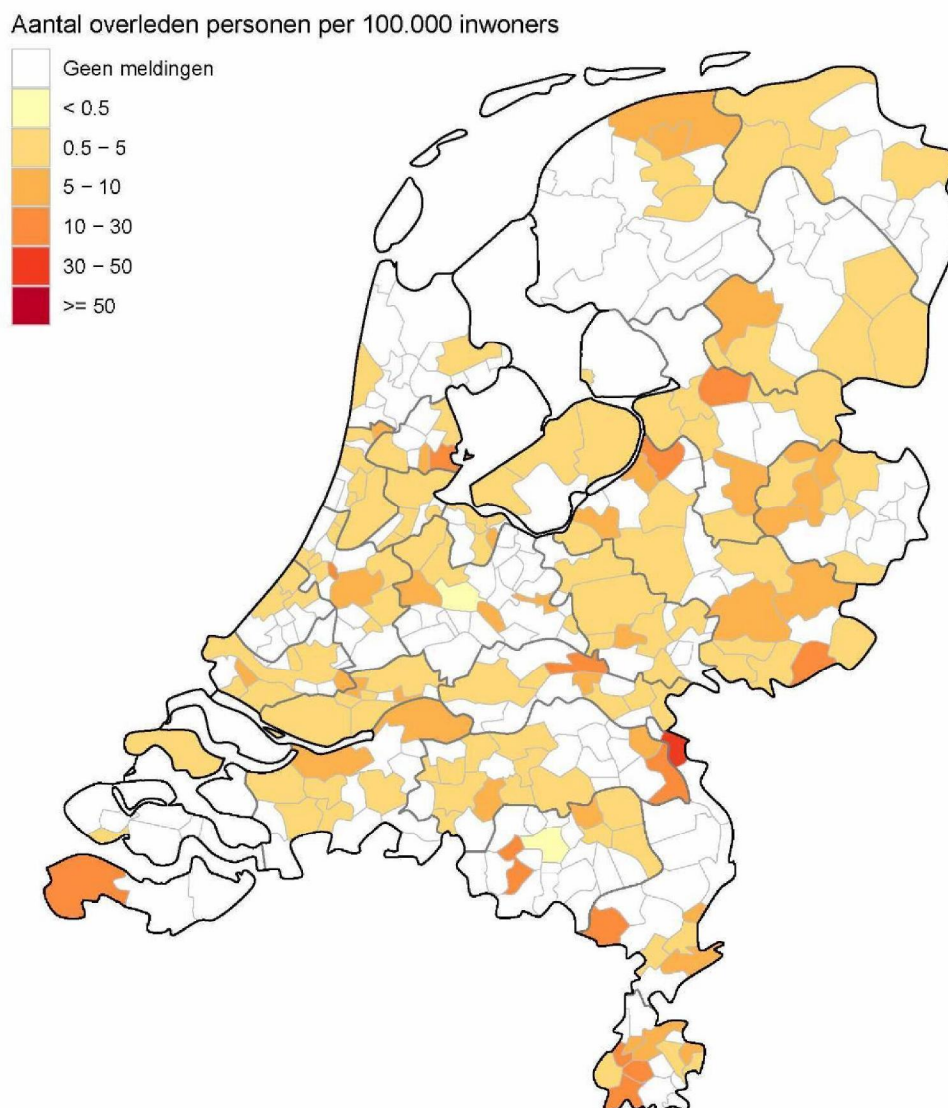 Aantal overleden personen per 100.000 inwoners
Geen meldingen
< 0.5
0.5 – 5
5 – 10
10 – 30
30 – 50
>= 50